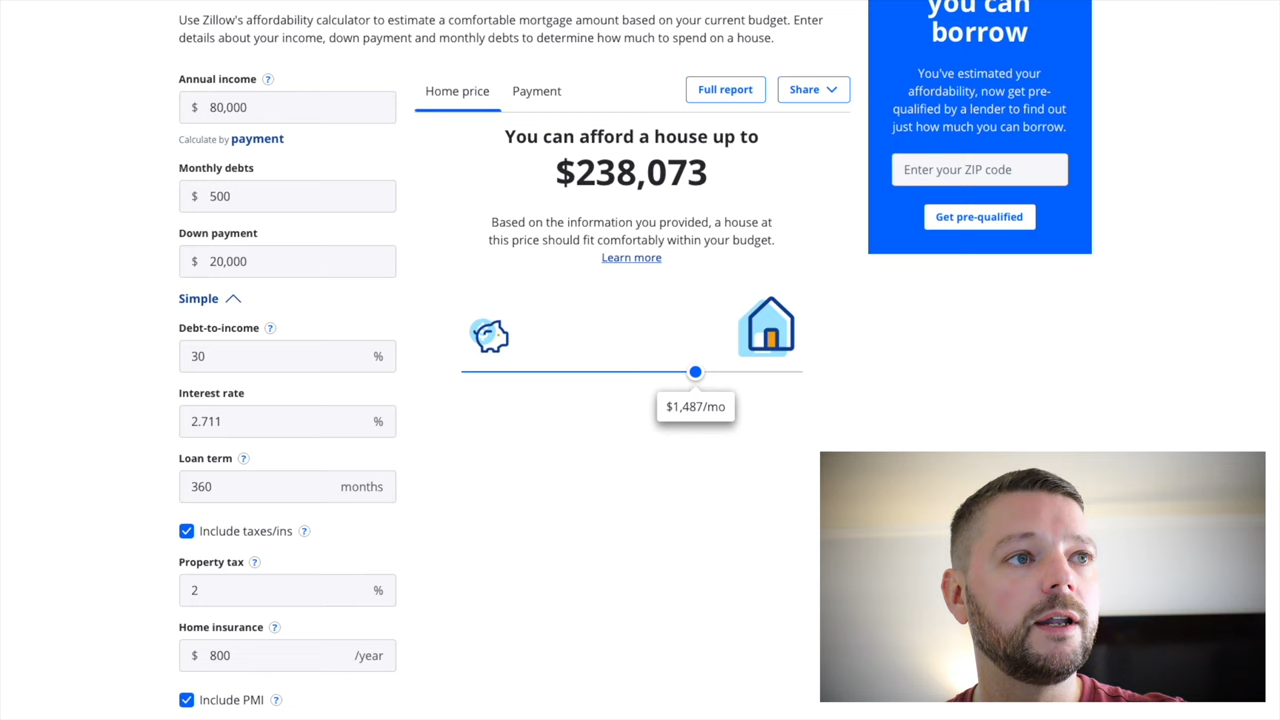 Use Zillow's affordability calculator to estimate a comfortable mortgage amount based on your current budget. Enter
details about your income, down payment and monthly debts to determine how much to spend on a house.
Annual income ?
$ 80,000
Calculate by payment
Monthly debts
$ 500
Down payment
$ 20,000
Simple
Debt-to-income ?
30 %
Interest rate
2.711 %
Loan term ?
360 months
Include taxes/ins ?
Property tax ?
2 %
Home insurance ?
$ 800 /year
Include PMI ?
Home price Payment Full report Share
You can afford a house up to
$238,073
Based on the information you provided, a house at
this price should fit comfortably within your budget.
Learn more
$1,487/mo
you can
borrow
You've estimated your
affordability, now get pre-
qualified by a lender to find out
just how much you can borrow.
Enter your ZIP code
Get pre-qualified